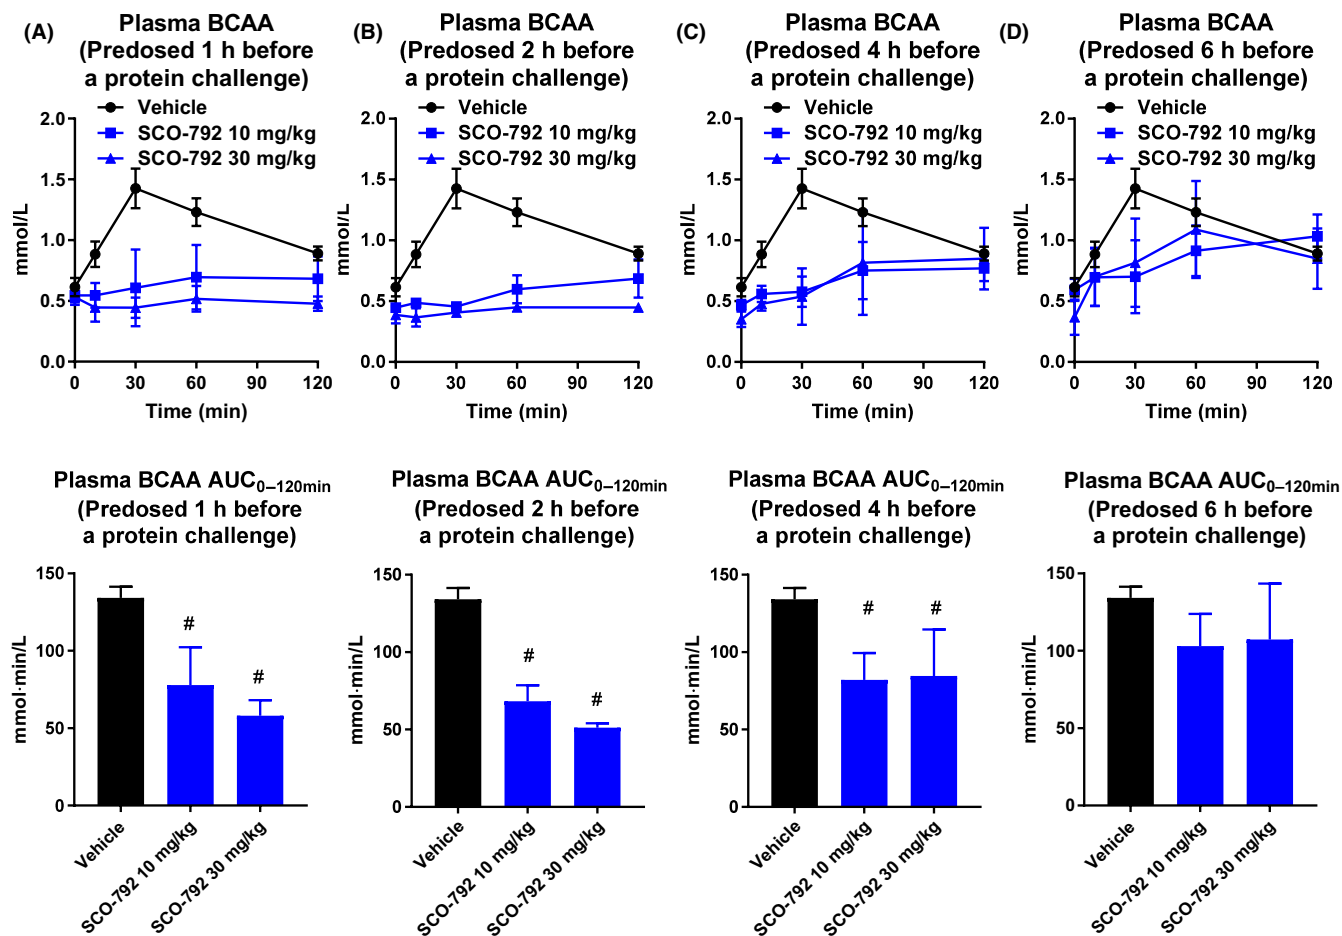 (A)
Plasma BCAA
(Predosed 1 h before
a protein challenge)
Vehicle
SCO-792 10 mg/kg
SCO-792 30 mg/kg
2.0
1.5
1.0
0.5
0.0
mmol/L
0 30 60 90 120
Time (min)
(B)
Plasma BCAA
(Predosed 2 h before
a protein challenge)
Vehicle
SCO-792 10 mg/kg
SCO-792 30 mg/kg
2.0
1.5
1.0
0.5
0.0
mmol/L
0 30 60 90 120
Time (min)
(C)
Plasma BCAA
(Predosed 4 h before
a protein challenge)
Vehicle
SCO-792 10 mg/kg
SCO-792 30 mg/kg
2.0
1.5
1.0
0.5
0.0
mmol/L
0 30 60 90 120
Time (min)
(D)
Plasma BCAA
(Predosed 6 h before
a protein challenge)
Vehicle
SCO-792 10 mg/kg
SCO-792 30 mg/kg
2.0
1.5
1.0
0.5
0.0
mmol/L
0 30 60 90 120
Time (min)
Plasma BCAA AUC0–120min
(Predosed 1 h before
a protein challenge)
150
100
50
0
mmol·min/L
#
#
Vehicle
SCO-792 10 mg/kg
SCO-792 30 mg/kg
Plasma BCAA AUC0–120min
(Predosed 2 h before
a protein challenge)
150
100
50
0
mmol·min/L
#
#
Vehicle
SCO-792 10 mg/kg
SCO-792 30 mg/kg
Plasma BCAA AUC0–120min
(Predosed 4 h before
a protein challenge)
150
100
50
0
mmol·min/L
#
#
Vehicle
SCO-792 10 mg/kg
SCO-792 30 mg/kg
Plasma BCAA AUC0–120min
(Predosed 6 h before
a protein challenge)
150
100
50
0
mmol·min/L
Vehicle
SCO-792 10 mg/kg
SCO-792 30 mg/kg